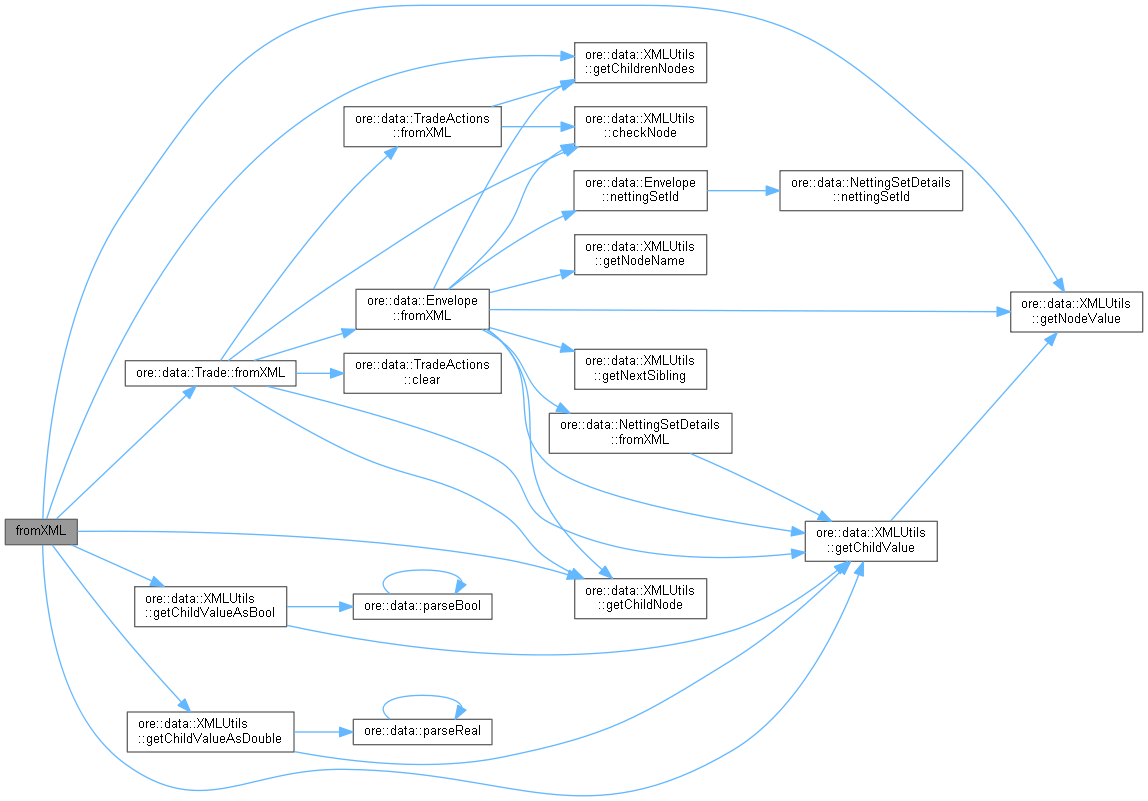 ore::data::XMLUtils
::getChildrenNodes
ore::data::TradeActions
::fromXML
ore::data::XMLUtils
::checkNode
ore::data::Envelope
::nettingSetId
ore::data::NettingSetDetails
::nettingSetId
ore::data::XMLUtils
::getNodeName
ore::data::Envelope
::fromXML
ore::data::XMLUtils
::getNodeValue
ore::data::Trade::fromXML
ore::data::TradeActions
::clear
ore::data::XMLUtils
::getNextSibling
ore::data::NettingSetDetails
::fromXML
fromXML
ore::data::XMLUtils
::getChildValue
ore::data::XMLUtils
::getChildValueAsBool
ore::data::parseBool
ore::data::XMLUtils
::getChildNode
ore::data::XMLUtils
::getChildValueAsDouble
ore::data::parseReal